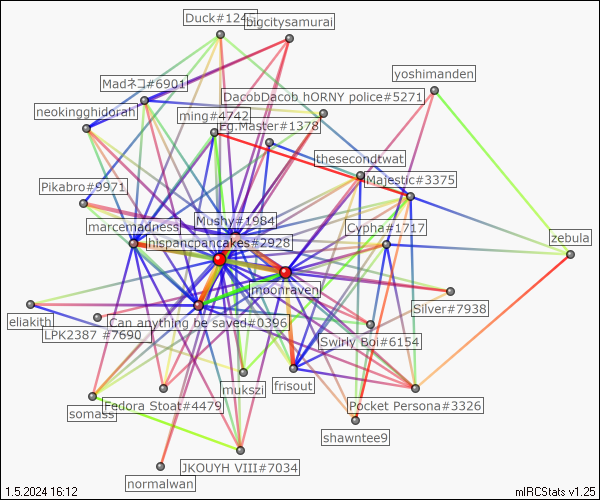 Duck#124
bigcitysamurai
yoshimanden
Madネコ#6901
DacobDacob hORNY police#5271
neokingghidorah
ming#4742
Eg.Master#1378
thesecondtwat
Pikabro#9971
Majestic#3375
marcemadness
Mushy#1984
Cypha#1717
zebula
hispancpancakes#2928
moonraven
Silver#7938
eliakith
Can anything be saved#0396
LPK2387 #7690
Swirly Boi#6154
mukszi
frisout
somass
Fedora Stoat#4479
Pocket Persona#3326
shawntee9
JKOUYH VIII#7034
normalwan
1.5.2024 16:12
mIRCStats v1.25